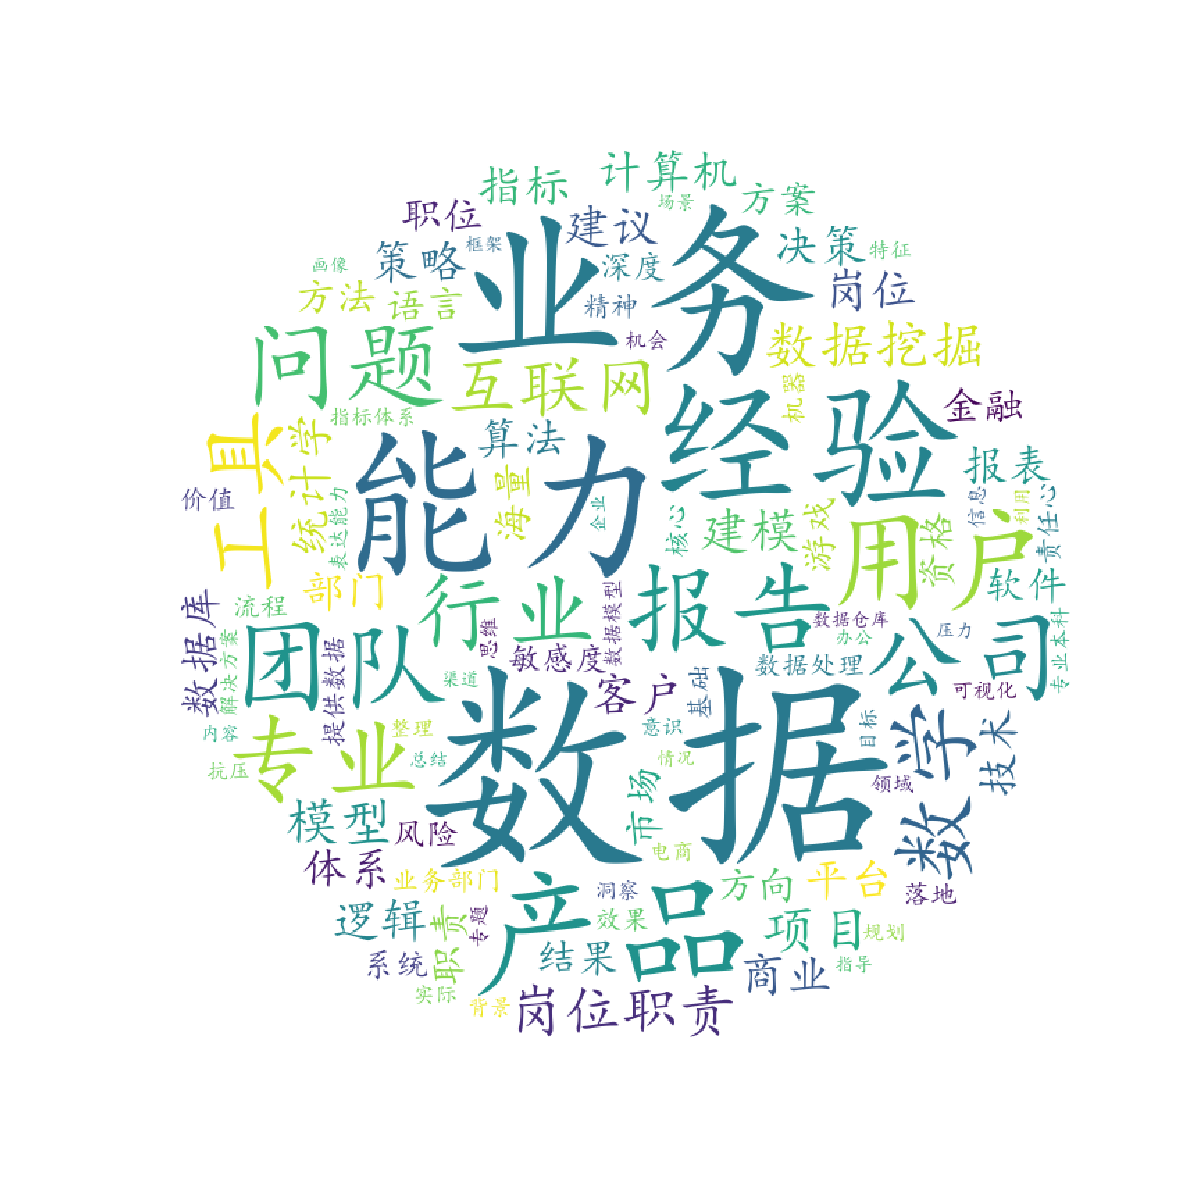 计算机
指标
方案
场景
职位
建议
业务
决策
框架
特征
策略
深度
画像
岗位
方法
语言
精神
问题
机会
数据挖掘
互联网
机器
经验
金融
指标体系
工具
统计学
算法
能力
报表
海量
价值
表达能力
企业
核心
建模
游戏
用户
资格
信息
利用
责任心
软件
部门
行业
报告
数据库
流程
解决方案
团队
提供数据
思维
敏感度
数据模型
数据仓库
办公
压力
公司
专业本科
数据处理
渠道
客户
基础
可视化
内容
专业
整理
总结
意识
目标
数学
技术
抗压
情况
数据
领域
模型
风险
市场
电商
体系
业务部门
洞察
方向
平台
落地
逻辑
职责
专题
产品
效果
项目
规划
系统
结果
商业
指导
实际
背景
岗位职责